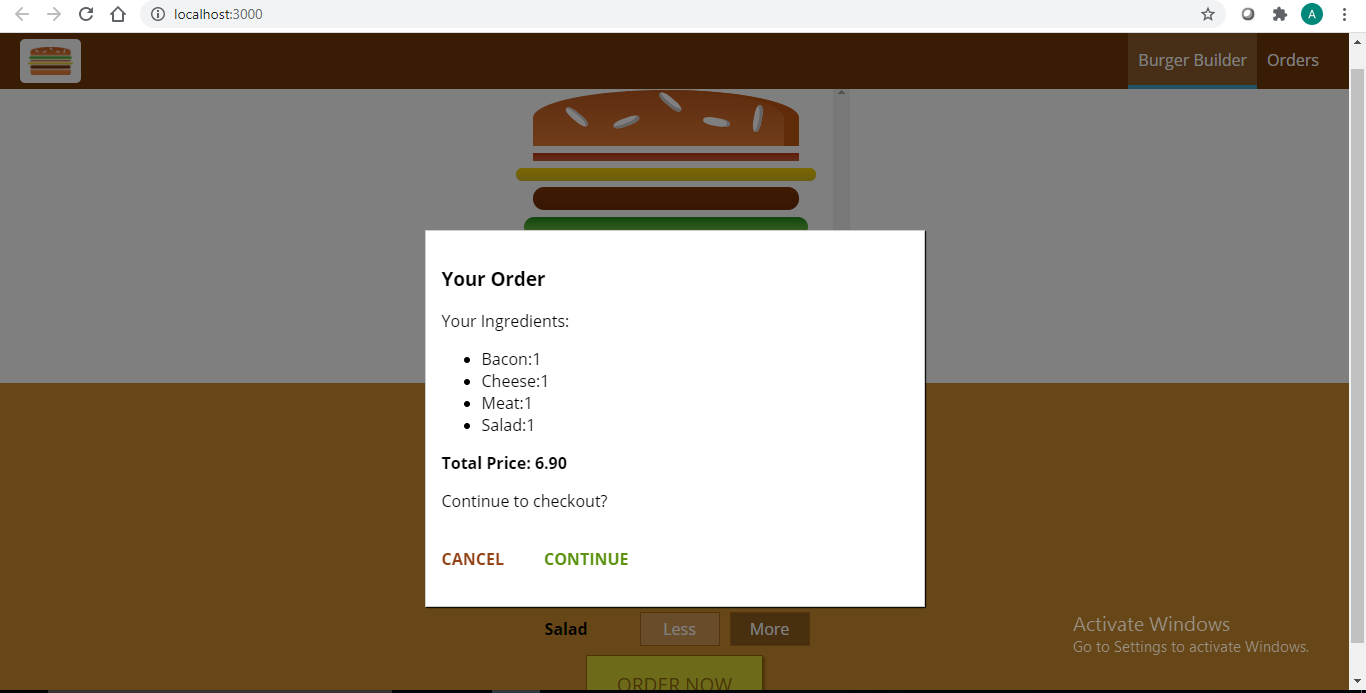 localhost:3000
A
Burger Builder
Orders
Your Order
Your Ingredients:
Bacon:1
Cheese:1
Meat:1
Salad:1
Total Price: 6.90
Continue to checkout?
CANCEL CONTINUE
Salad Less More
ORDER NOW
Activate Windows
Go to Settings to activate Windows.